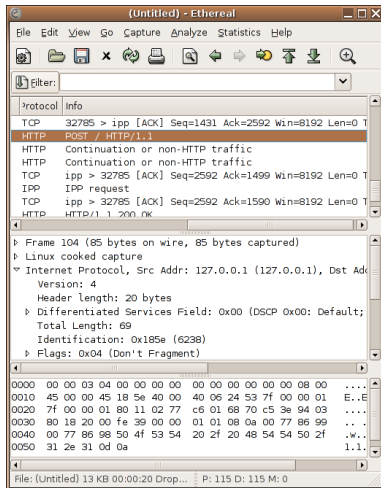 (Untitled) - Ethereal
File Edit View Go Capture Analyze Statistics Help
Filter:
Protocol Info
TCP 32785 > ipp [ACK] Seq=1431 Ack=2592 Win=8192 Len=0 T
HTTP POST / HTTP/1.1
HTTP Continuation or non-HTTP traffic
HTTP Continuation or non-HTTP traffic
TCP ipp > 32785 [ACK] Seq=2592 Ack=1499 Win=8192 Len=0 T
IPP IPP request
TCP ipp > 32785 [ACK] Seq=2592 Ack=1590 Win=8192 Len=0 T
HTTP HTTP/1.1 200 OK
Frame 104 (85 bytes on wire, 85 bytes captured)
Linux cooked capture
Internet Protocol, Src Addr: 127.0.0.1 (127.0.0.1), Dst Add
Version: 4
Header length: 20 bytes
Differentiated Services Field: 0x00 (DSCP 0x00: Default;
Total Length: 69
Identification: 0x185e (6238)
Flags: 0x04 (Don't Fragment)
0000 00 00 03 04 00 00 00 00 00 00 00 00 00 00 08 00 ....
0010 45 00 00 45 18 5e 40 00 40 06 24 53 7f 00 00 01 E..E
0020 7f 00 00 01 80 11 02 77 c6 01 68 70 c5 3e 94 03 ....
0030 80 18 20 00 fe 39 00 00 01 01 08 0a 00 77 86 99 .. .
0040 00 77 86 98 50 4f 53 54 20 2f 20 48 54 54 50 2f .w..
0050 31 2e 31 0d 0a 1.1.
File: (Untitled) 13 KB 00:00:20 Drop... P: 115 D: 115 M: 0